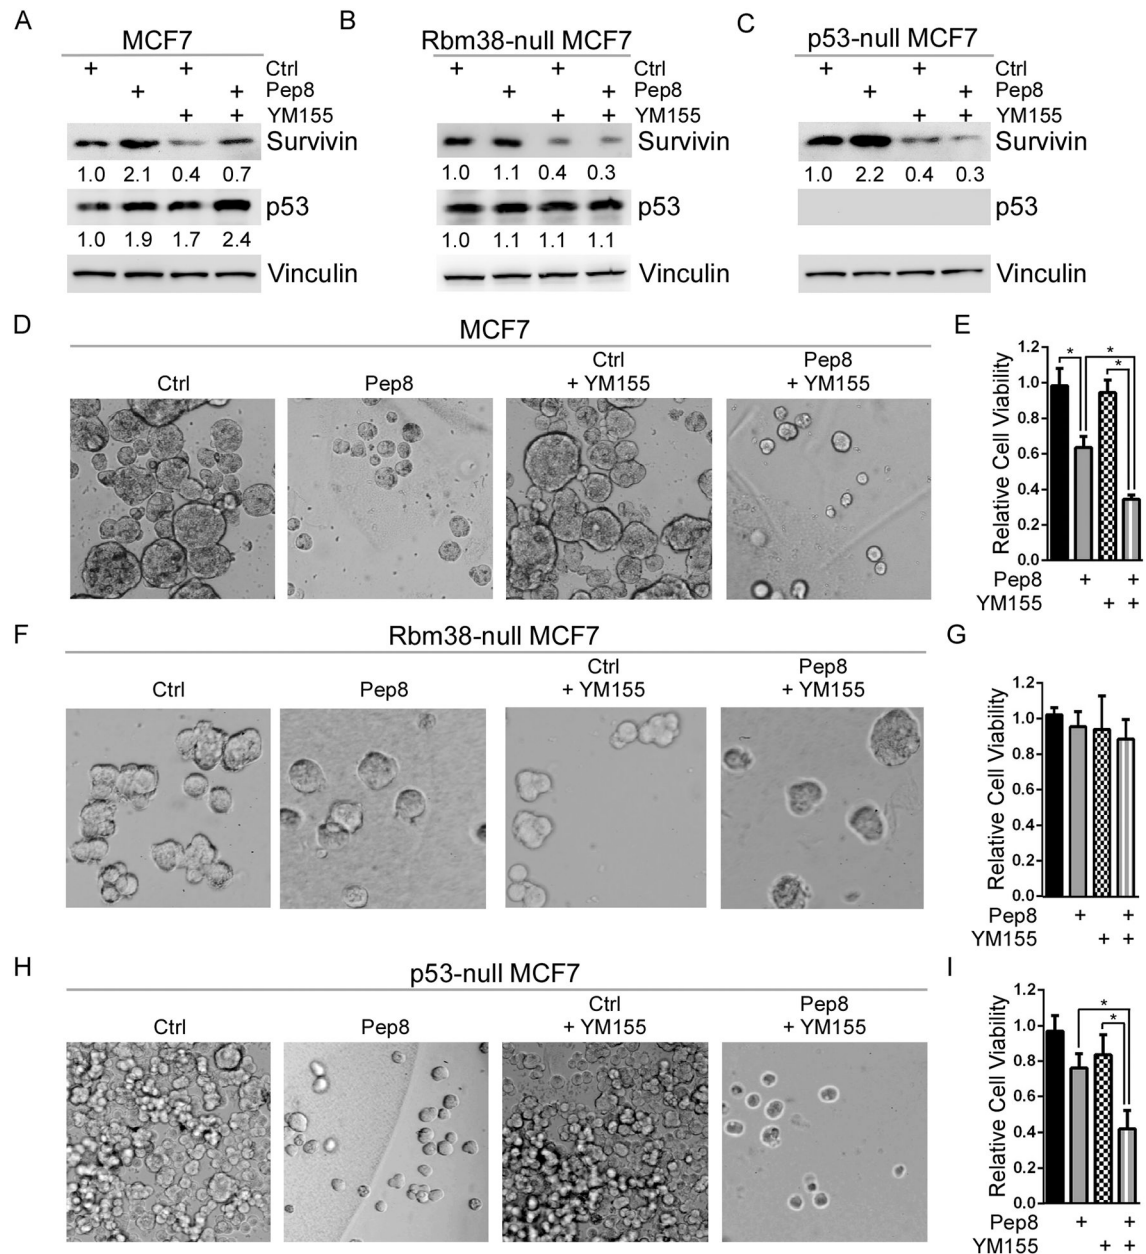 A
MCF7
+ + Ctrl
+ + Pep8
+ + YM155
Survivin
1.0 2.1 0.4 0.7
p53
1.0 1.9 1.7 2.4
Vinculin
B
Rbm38-null MCF7
+ + Ctrl
+ + Pep8
+ + YM155
Survivin
1.0 1.1 0.4 0.3
p53
1.0 1.1 1.1 1.1
Vinculin
C
p53-null MCF7
+ + Ctrl
+ + Pep8
+ + YM155
Survivin
1.0 2.2 0.4 0.3
p53
Vinculin
D
MCF7
Ctrl
Pep8
Ctrl
+ YM155
Pep8
+ YM155
E
Relative Cell Viability
1.2
1.0
0.8
0.6
0.4
0.2
0.0
* * *
Pep8 + +
YM155 + +
F
Rbm38-null MCF7
Ctrl
Pep8
Ctrl
+ YM155
Pep8
+ YM155
G
Relative Cell Viability
1.2
1.0
0.8
0.6
0.4
0.2
0.0
Pep8 + +
YM155 + +
H
p53-null MCF7
Ctrl
Pep8
Ctrl
+ YM155
Pep8
+ YM155
I
Relative Cell Viability
1.2
1.0
0.8
0.6
0.4
0.2
0.0
* *
Pep8 + +
YM155 + +